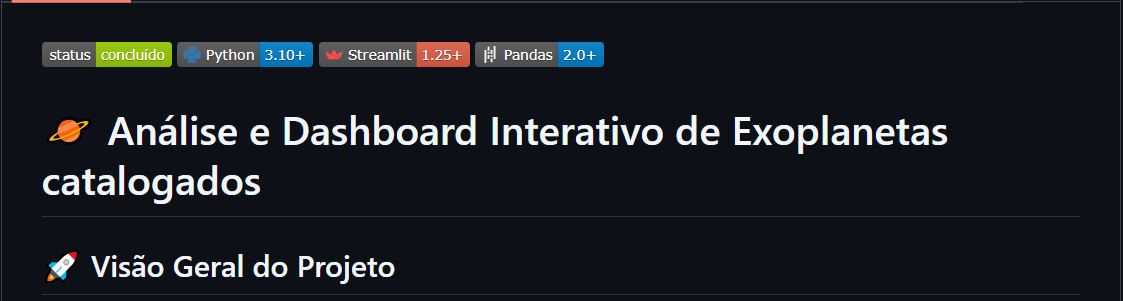 status concluído Python 3.10+ Streamlit 1.25+ Pandas 2.0+
🪐 Análise e Dashboard Interativo de Exoplanetas
catalogados
🚀 Visão Geral do Projeto